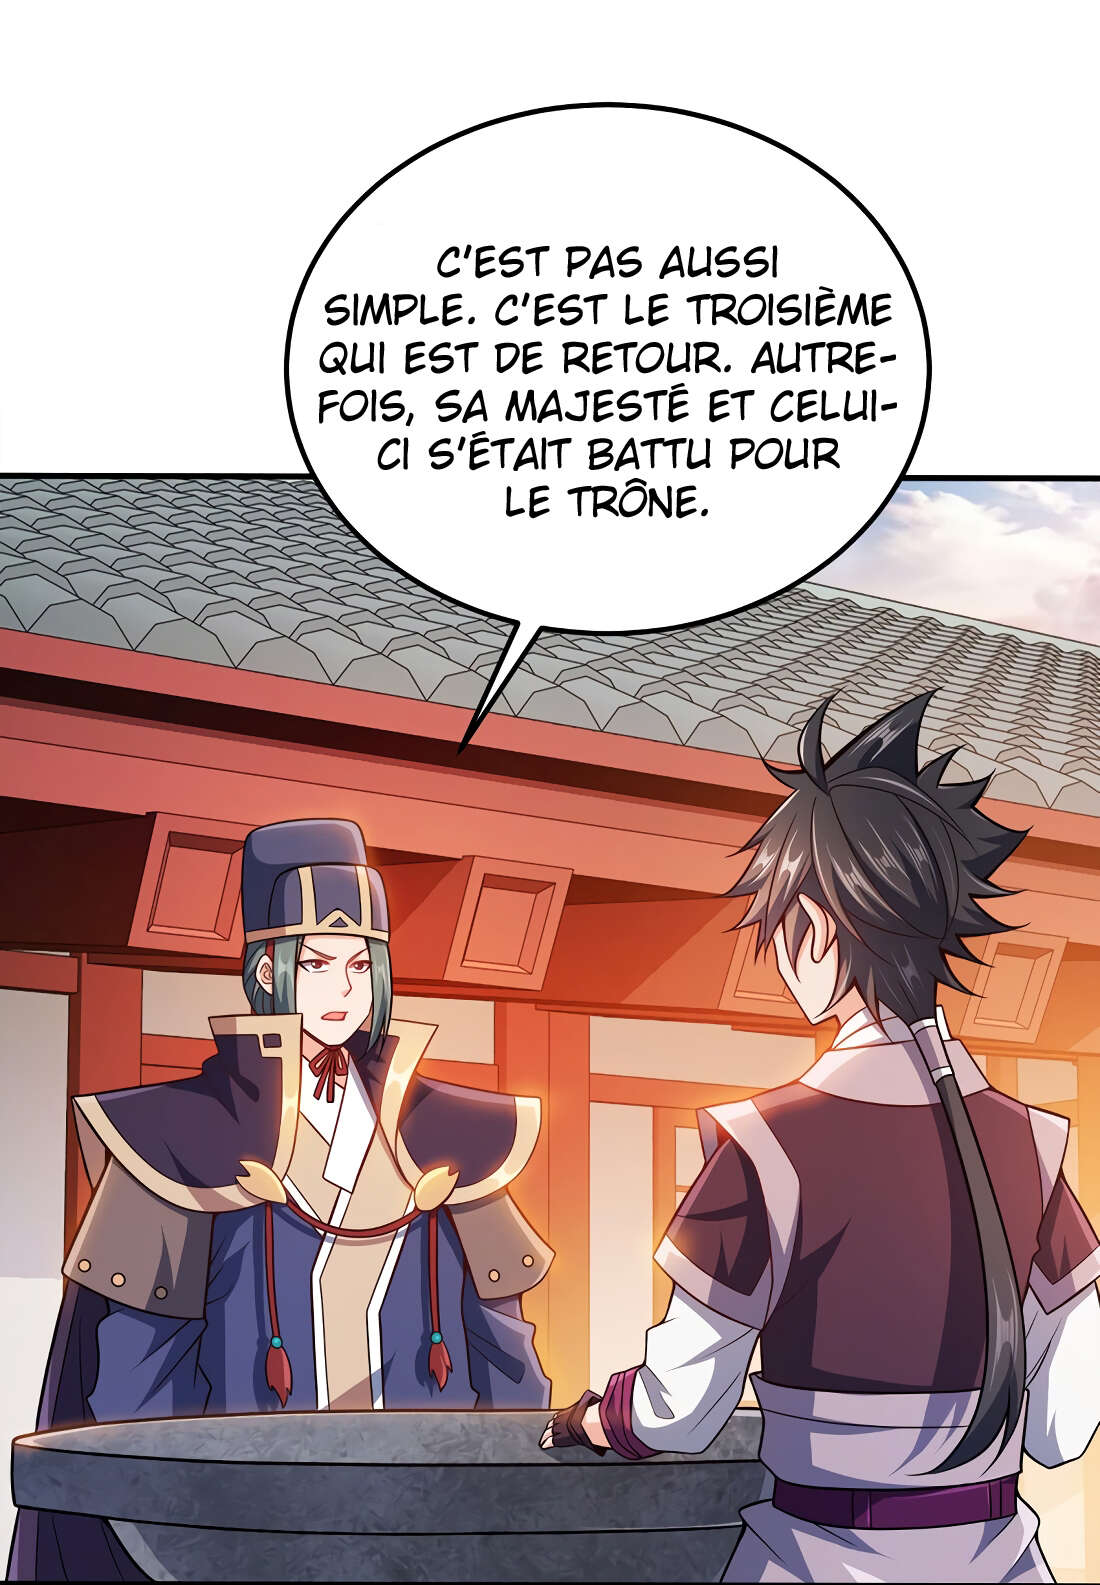 C'EST PAS AUSSI
SIMPLE. C'EST LE TROISIÈME
QUI EST DE RETOUR. AUTRE-
FOIS, SA MAJESTÉ ET CELUI-
CI S'ÉTAIT BATTU POUR
LE TRÔNE.